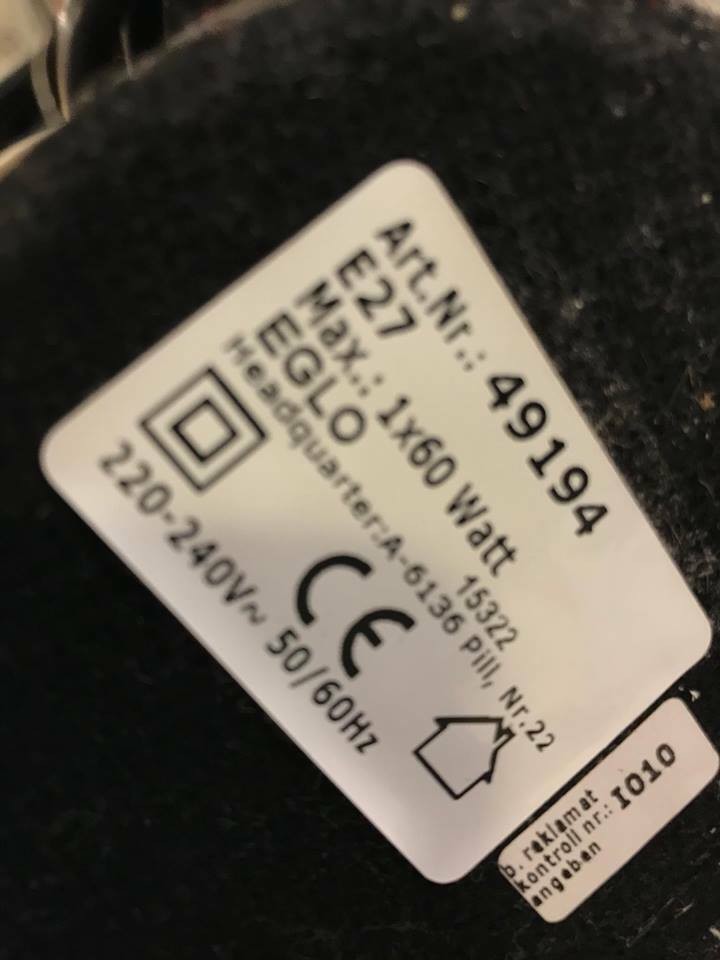 Art.Nr.: 49194
E27
Max.: 1x60 Watt
EGLO 15322
Headquarter:A-6136 Pill, Nr.22
CE
220-240V~ 50/60Hz
b. reklamat
kontroll nr.: I010
angeben